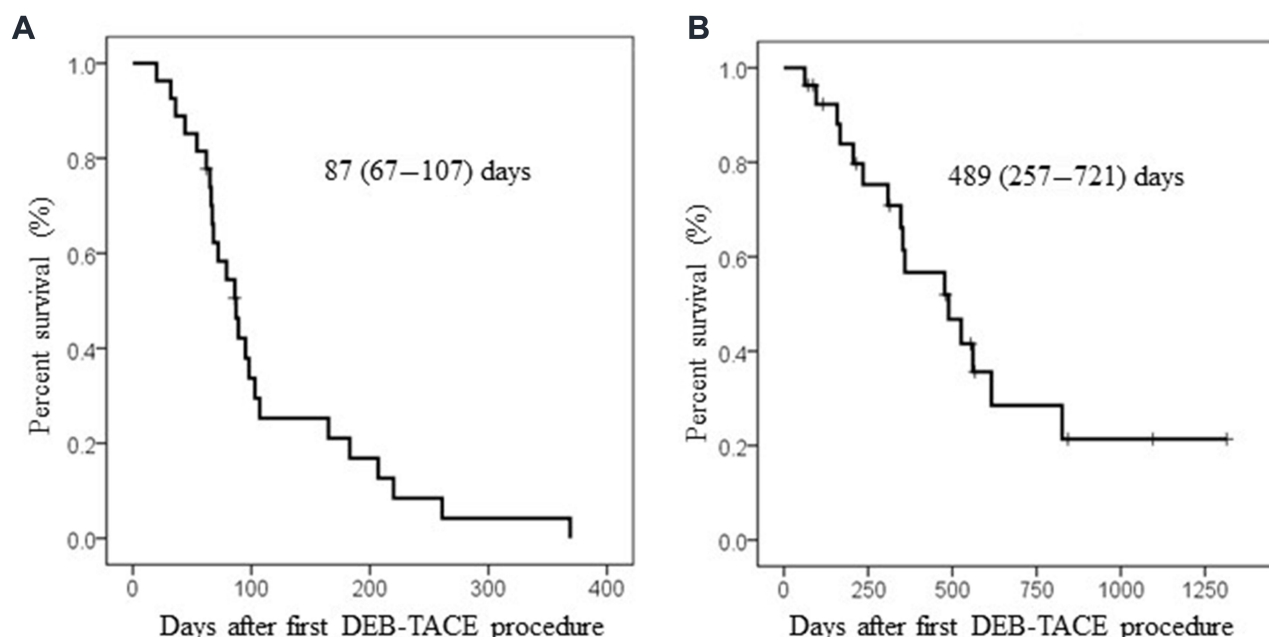 A
Percent survival (%)
1.0
0.8
0.6
0.4
0.2
0.0
87 (67–107) days
0
100
200
300
400
Days after first DEB-TACE procedure
B
Percent survival (%)
1.0
0.8
0.6
0.4
0.2
0.0
489 (257–721) days
0
250
500
750
1000
1250
Days after first DEB-TACE procedure